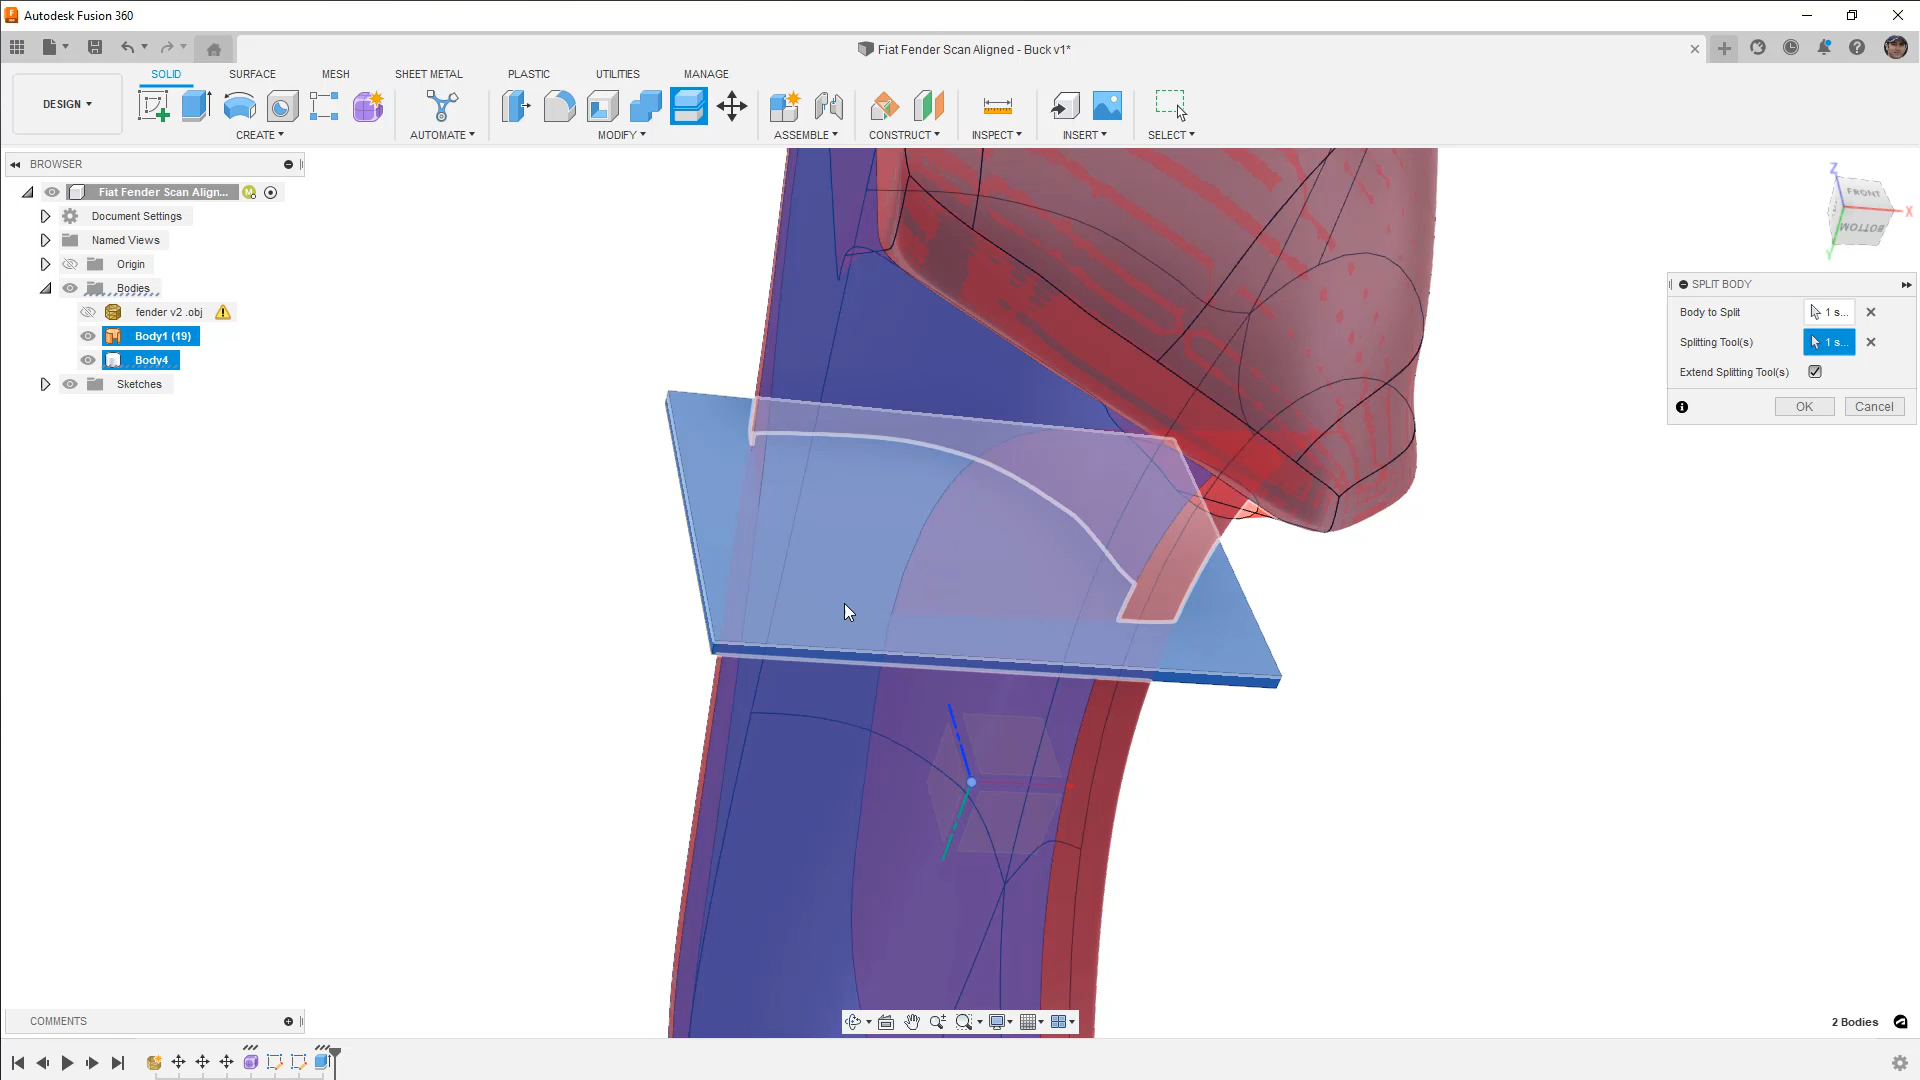 Autodesk Fusion 360
Fiat Fender Scan Aligned - Buck v1*
SOLID SURFACE MESH SHEET METAL PLASTIC UTILITIES MANAGE
DESIGN
CREATE AUTOMATE MODIFY ASSEMBLE CONSTRUCT INSPECT INSERT SELECT
BROWSER
Fiat Fender Scan Align...
M
Document Settings
Named Views
Origin
Bodies
fender v2 .obj
Body1 (19)
Body4
Sketches
Z
FRONT
X
BOTTOM
Y
SPLIT BODY
Body to Split 1 s...
Splitting Tool(s) 1 s...
Extend Splitting Tool(s)
OK Cancel
COMMENTS
2 Bodies